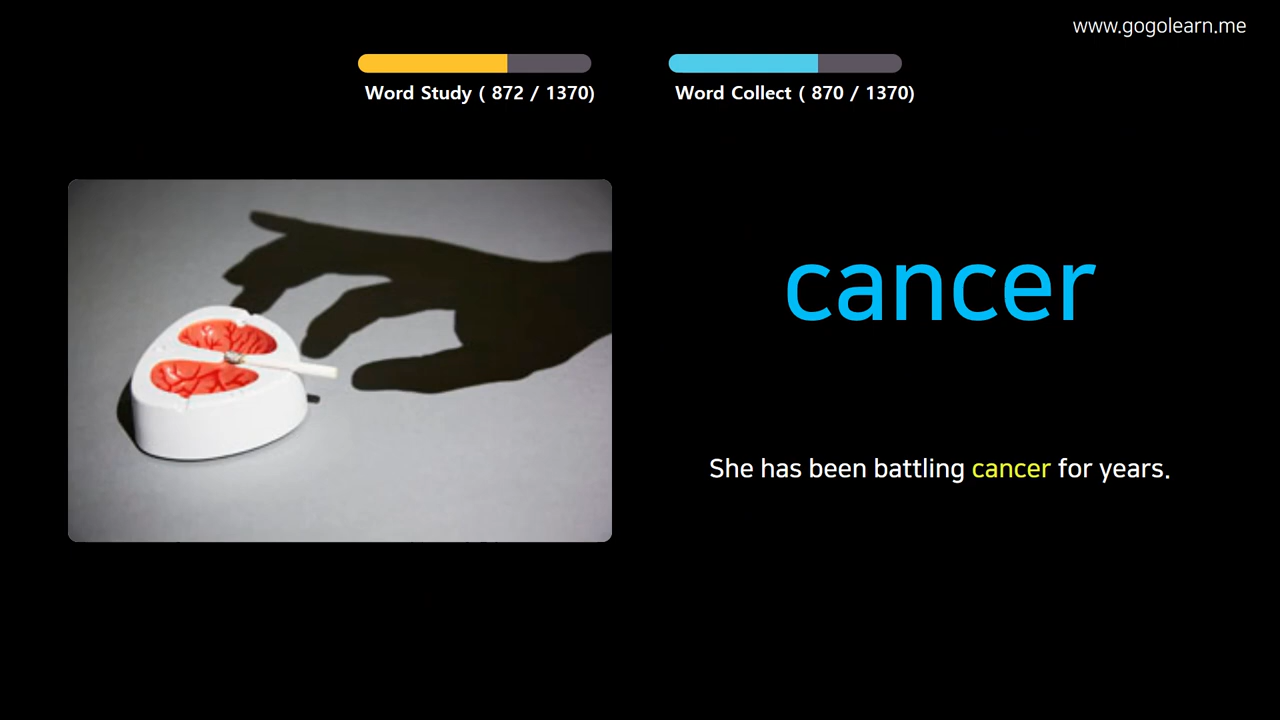 www.gogolearn.me
Word Study ( 872 / 1370)
Word Collect ( 870 / 1370)
cancer
She has been battling cancer for years.